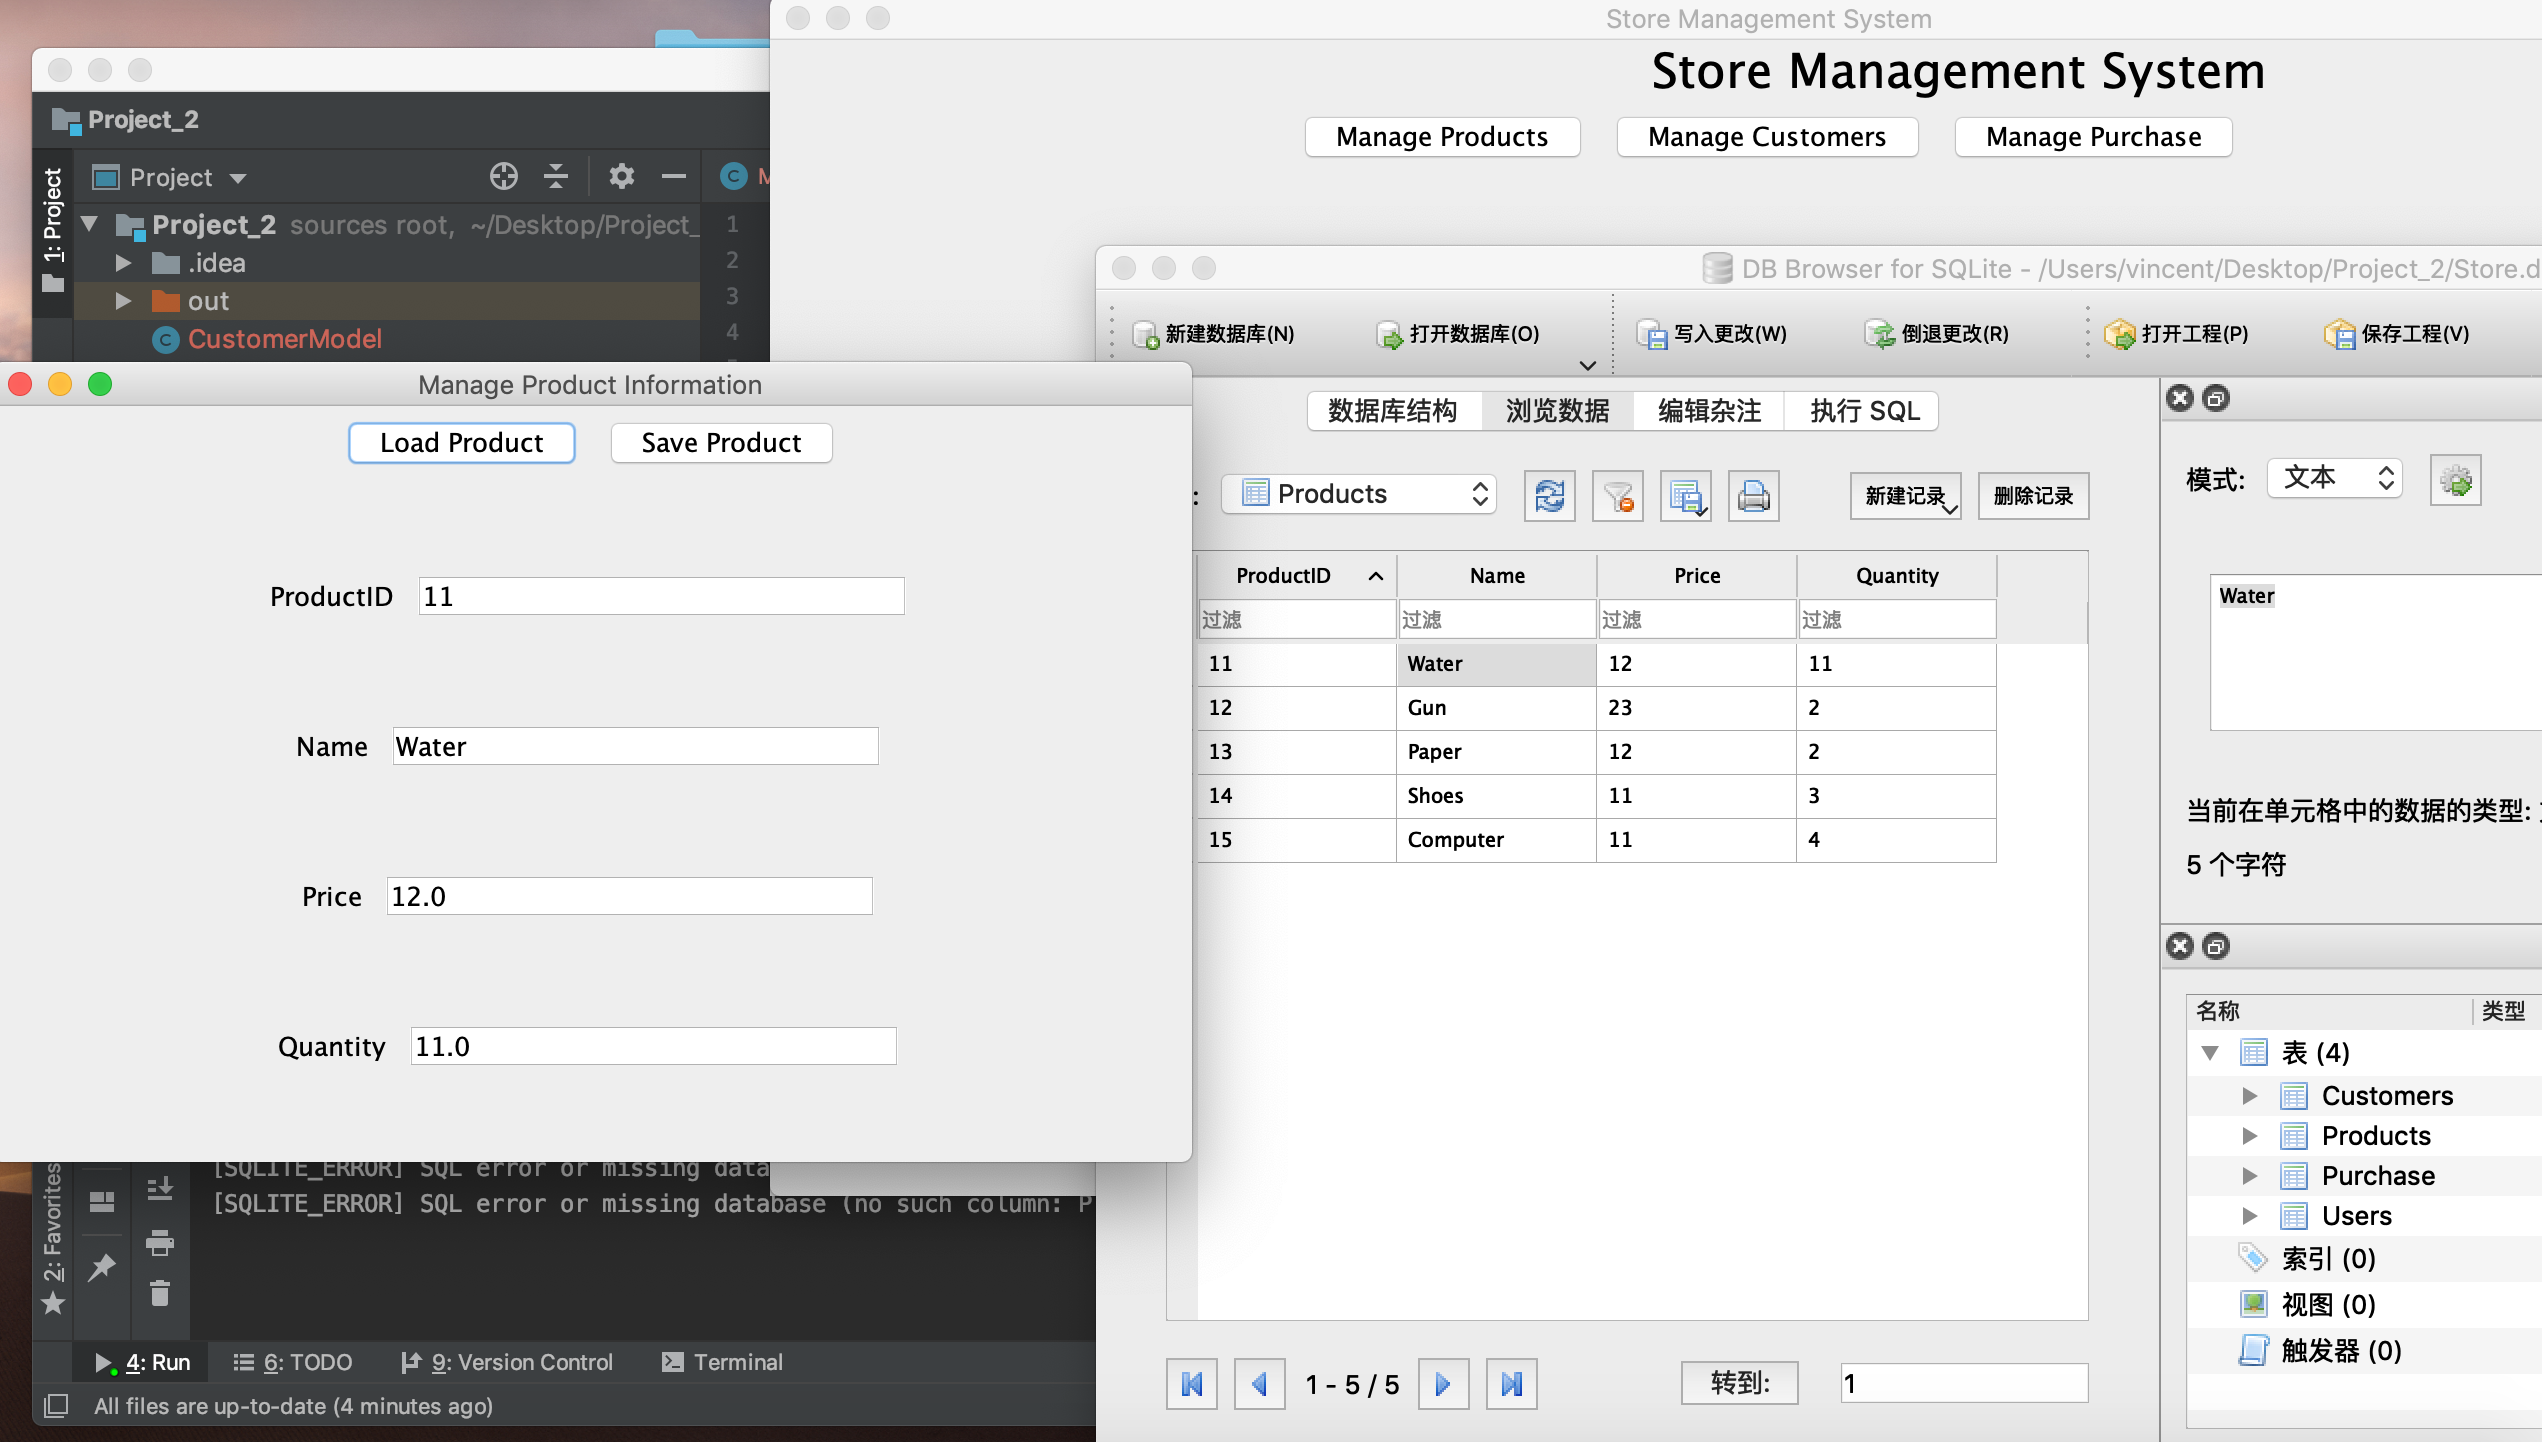 Store Management System
Store Management System
Manage Products
Manage Customers
Manage Purchase
Project_2
1: Project
Project
Project_2 sources root, ~/Desktop/Project_
.idea
out
CustomerModel
1
2
3
4
DB Browser for SQLite - /Users/vincent/Desktop/Project_2/Store.d
新建数据库(N)
打开数据库(O)
写入更改(W)
倒退更改(R)
打开工程(P)
保存工程(V)
Manage Product Information
Load Product
Save Product
ProductID 11
Name Water
Price 12.0
Quantity 11.0
数据库结构
浏览数据
编辑杂注
执行 SQL
: Products
新建记录
删除记录
ProductID Name Price Quantity
过滤 过滤 过滤 过滤
11 Water 12 11
12 Gun 23 2
13 Paper 12 2
14 Shoes 11 3
15 Computer 11 4
1 - 5 / 5
转到: 1
模式: 文本
Water
当前在单元格中的数据的类型:
5 个字符
名称 类型
表 (4)
Customers
Products
Purchase
Users
索引 (0)
视图 (0)
触发器 (0)
[SQLITE_ERROR] SQL error or missing data
[SQLITE_ERROR] SQL error or missing database (no such column: P
2: Favorites
4: Run
6: TODO
9: Version Control
Terminal
All files are up-to-date (4 minutes ago)